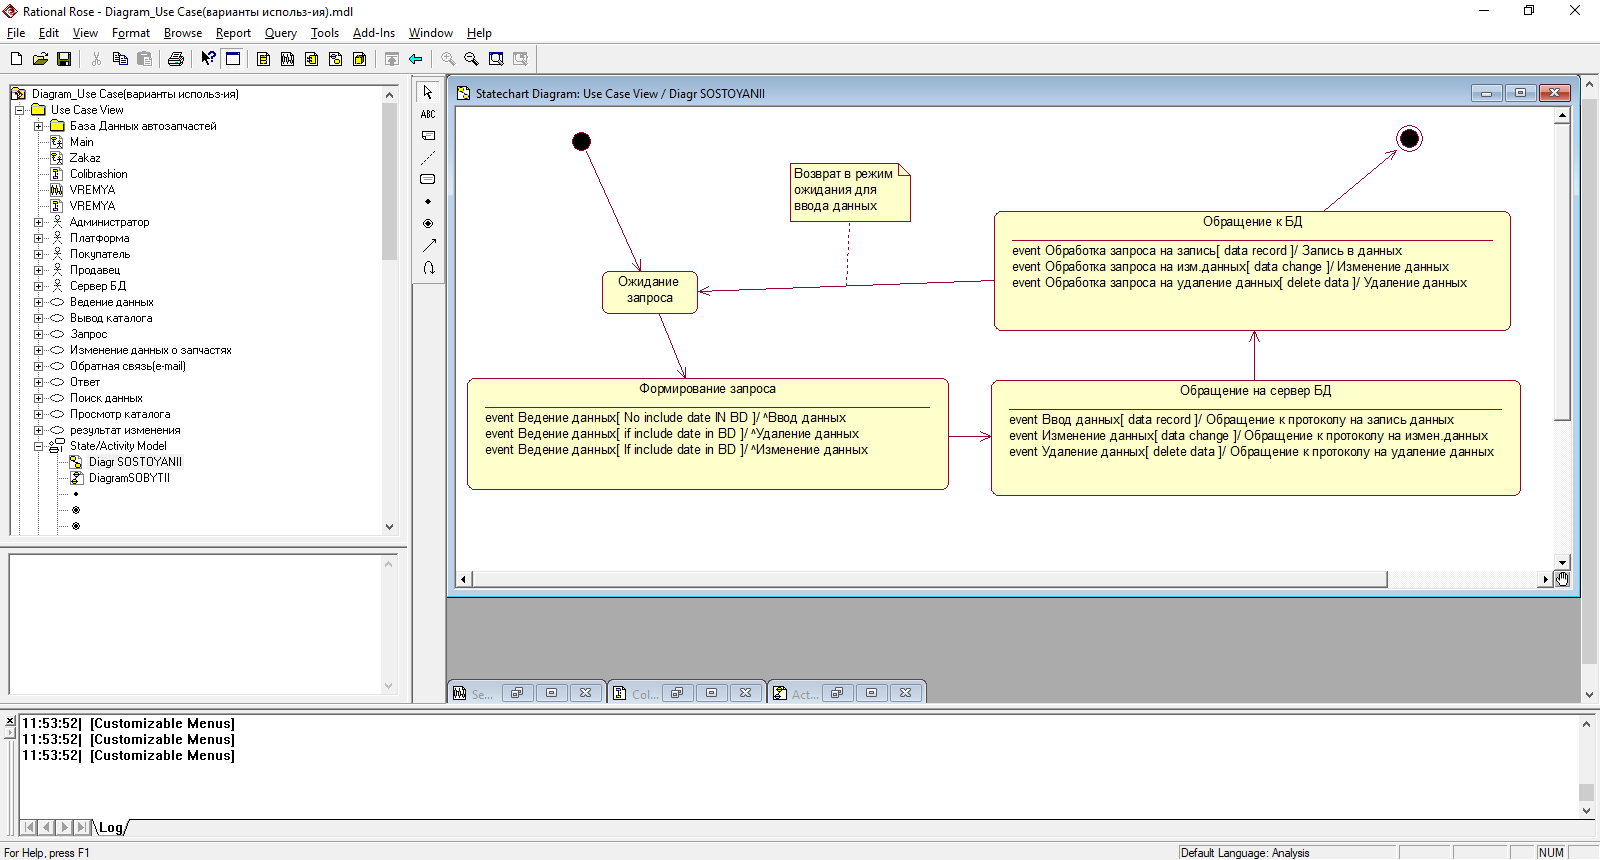 Rational Rose - Diagram_Use Case(варианты использ-ия).mdl
File Edit View Format Browse Report Query Tools Add-Ins Window Help
Diagram_Use Case(варианты использ-ия)
Use Case View
База Данных автозапчастей
Main
Zakaz
Colibrashion
VREMYA
VREMYA
Администратор
Платформа
Покупатель
Продавец
Сервер БД
Ведение данных
Вывод каталога
Запрос
Изменение данных о запчастях
Обратная связь(e-mail)
Ответ
Поиск данных
Просмотр каталога
результат изменения
State/Activity Model
Diagr SOSTOYANII
DiagramSOBYTII
ABC
Statechart Diagram: Use Case View / Diagr SOSTOYANII
Возврат в режим
ожидания для
ввода данных
Обращение к БД
event Обработка запроса на запись[ data record ]/ Запись в данных
event Обработка запроса на изм.данных[ data change ]/ Изменение данных
event Обработка запроса на удаление данных[ delete data ]/ Удаление данных
Ожидание
запроса
Формирование запроса
event Ведение данных[ No include date IN BD ]/ ^Ввод данных
event Ведение данных[ if include date in BD ]/ ^Удаление данных
event Ведение данных[ If include date in BD ]/ ^Изменение данных
Обращение на сервер БД
event Ввод данных[ data record ]/ Обращение к протоколу на запись данных
event Изменение данных[ data change ]/ Обращение к протоколу на измен.данных
event Удаление данных[ delete data ]/ Обращение к протоколу на удаление данных
Se... Col... Act...
11:53:52| [Customizable Menus]
11:53:52| [Customizable Menus]
11:53:52| [Customizable Menus]
Log
For Help, press F1
Default Language: Analysis
NUM